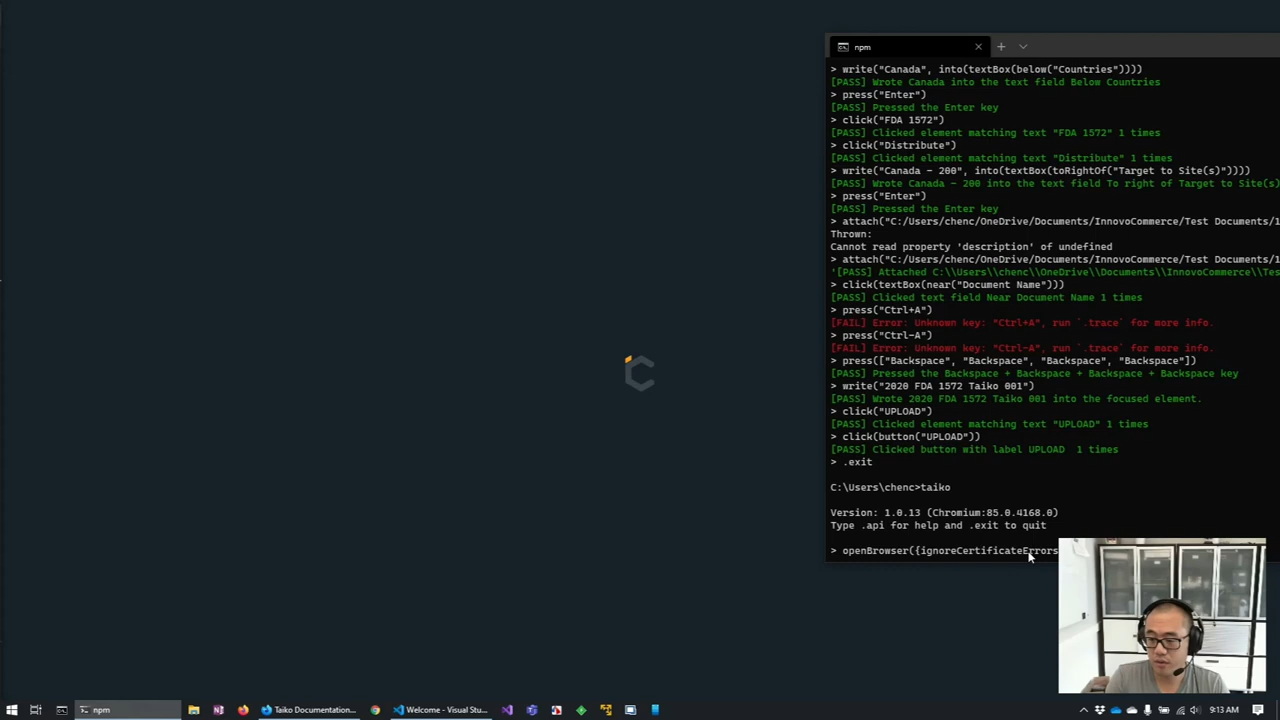 npm
> write("Canada", into(textBox(below("Countries"))))
[PASS] Wrote Canada into the text field Below Countries
> press("Enter")
[PASS] Pressed the Enter key
> click("FDA 1572")
[PASS] Clicked element matching text "FDA 1572" 1 times
> click("Distribute")
[PASS] Clicked element matching text "Distribute" 1 times
> write("Canada - 200", into(textBox(toRightOf("Target to Site(s)"))))
[PASS] Wrote Canada - 200 into the text field To right of Target to Site(s)
> press("Enter")
[PASS] Pressed the Enter key
> attach("C:/Users/chenc/OneDrive/Documents/InnovoCommerce/Test Documents/1
Thrown:
Cannot read property 'description' of undefined
> attach("C:/Users/chenc/OneDrive/Documents/InnovoCommerce/Test Documents/1
'[PASS] Attached C:\\Users\\chenc\\OneDrive\\Documents\\InnovoCommerce\\Tes
> click(textBox(near("Document Name")))
[PASS] Clicked text field Near Document Name 1 times
> press("Ctrl+A")
[FAIL] Error: Unknown key: "Ctrl+A", run `.trace` for more info.
> press("Ctrl-A")
[FAIL] Error: Unknown key: "Ctrl-A", run `.trace` for more info.
> press(["Backspace", "Backspace", "Backspace", "Backspace"])
[PASS] Pressed the Backspace + Backspace + Backspace + Backspace key
> write("2020 FDA 1572 Taiko 001")
[PASS] Wrote 2020 FDA 1572 Taiko 001 into the focused element.
> click("UPLOAD")
[PASS] Clicked element matching text "UPLOAD" 1 times
> click(button("UPLOAD"))
[PASS] Clicked button with label UPLOAD  1 times
> .exit
C:\Users\chenc>taiko
Version: 1.0.13 (Chromium:85.0.4168.0)
Type .api for help and .exit to quit
> openBrowser({ignoreCertificateErrors
npm
Taiko Documentation...
Welcome - Visual Stu...
9:13 AM